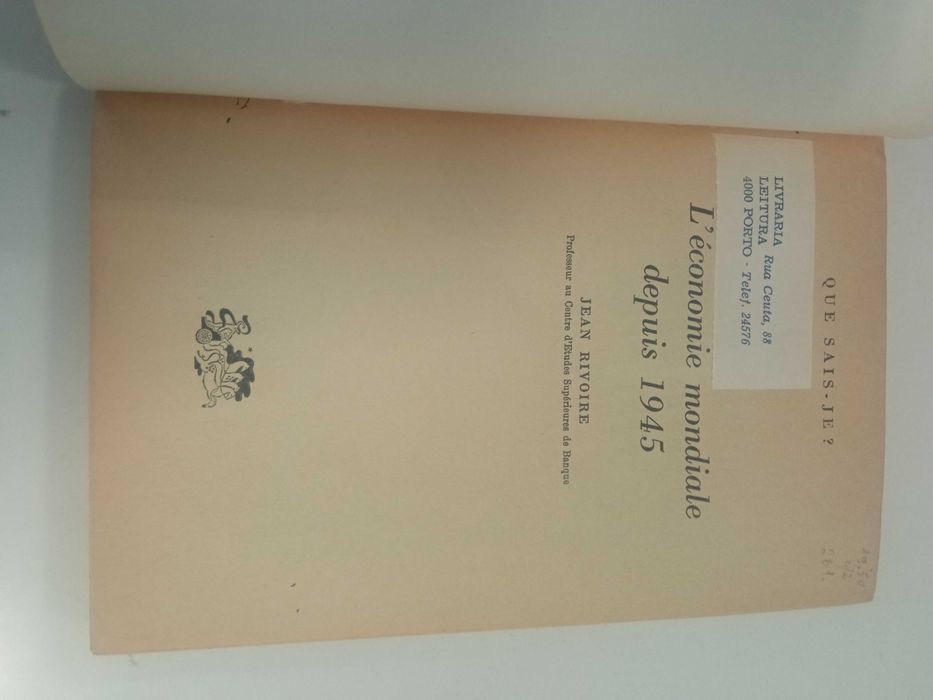 QUE SAIS-JE ?
LIVRARIA
LEITURA Rua Ceuta, 88
4000 PORTO - Telef. 24576
L'économie mondiale
depuis 1945
JEAN RIVOIRE
Professeur au Centre d'Etudes Supérieures de Banque